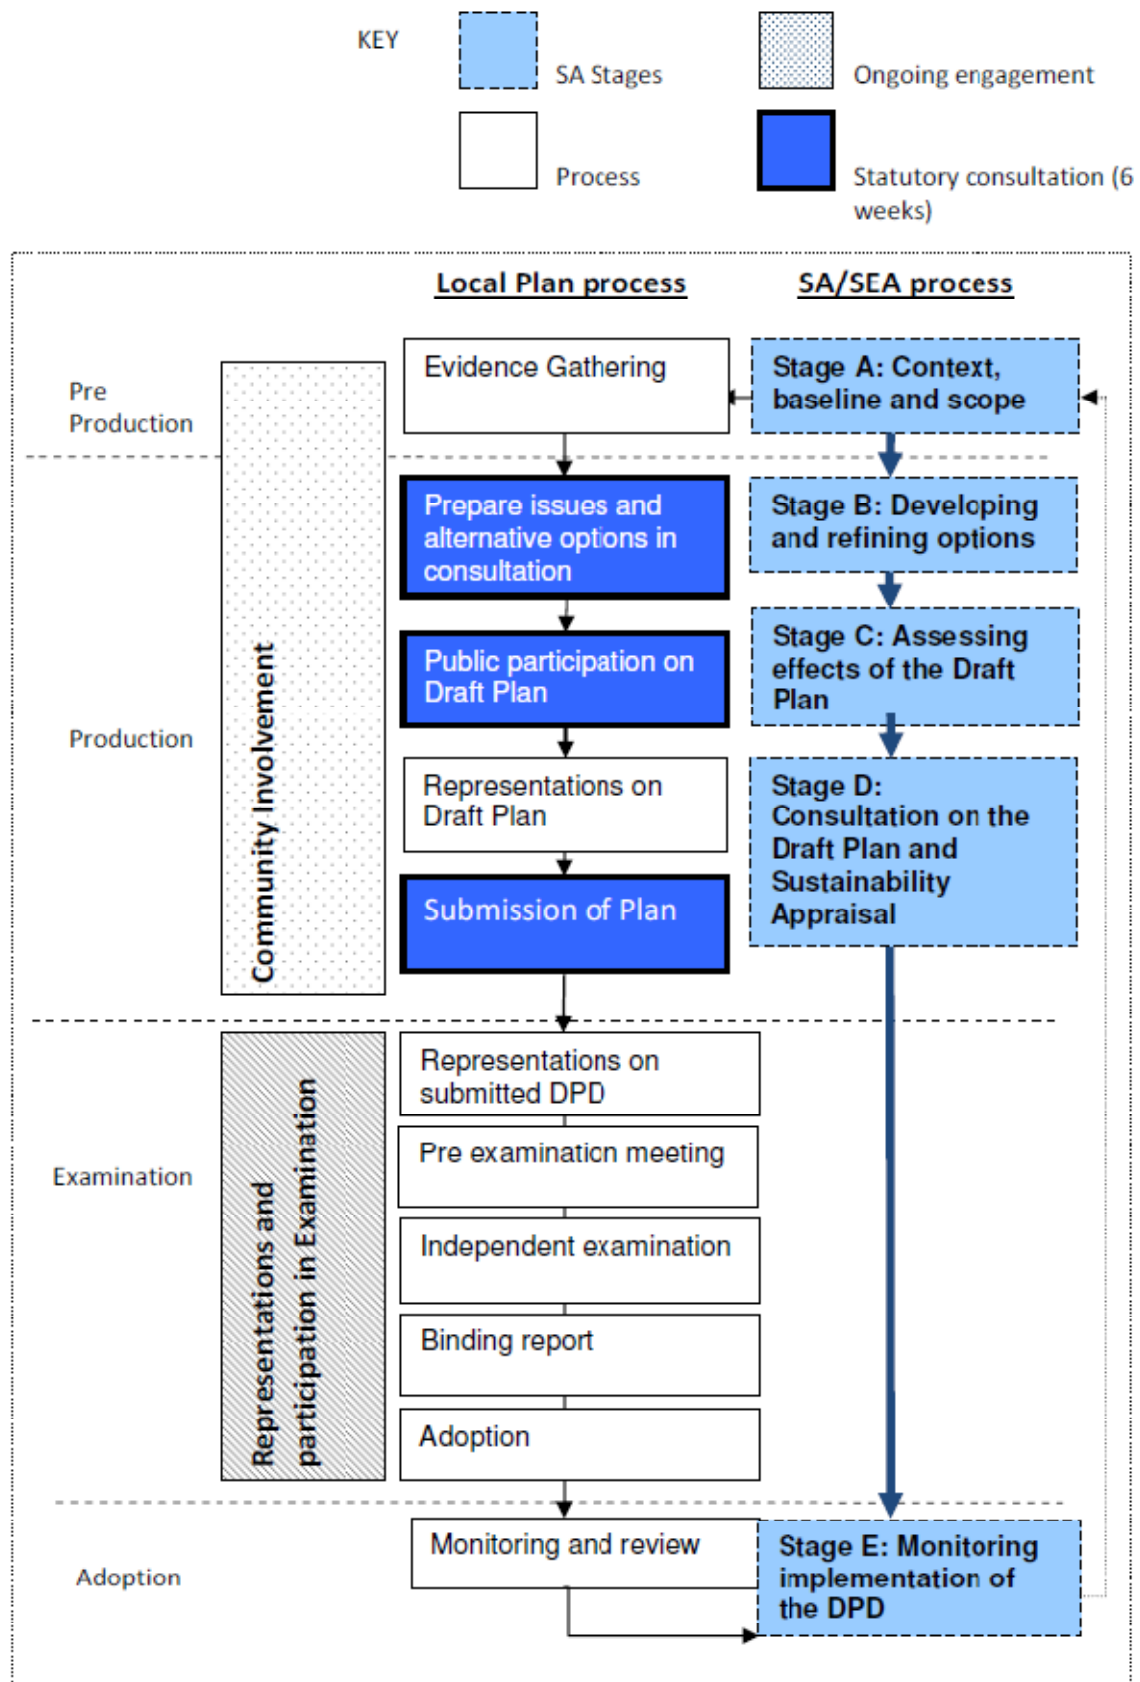 KEY
SA Stages
Ongoing engagement
Process
Statutory consultation (6
weeks)
Local Plan process
SA/SEA process
Pre
Production
Evidence Gathering
Stage A: Context,
baseline and scope
Production
Community Involvement
Prepare issues and
alternative options in
consultation
Stage B: Developing
and refining options
Public participation on
Draft Plan
Stage C: Assessing
effects of the Draft
Plan
Representations on
Draft Plan
Stage D:
Consultation on the
Draft Plan and
Sustainability
Appraisal
Submission of Plan
Examination
Representations and
participation in Examination
Representations on
submitted DPD
Pre examination meeting
Independent examination
Binding report
Adoption
Adoption
Monitoring and review
Stage E: Monitoring
implementation of
the DPD